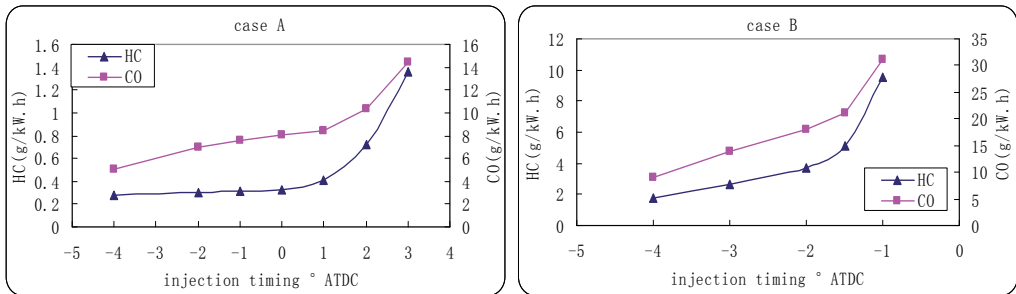 case A
HC
CO
HC(g/kW.h)
1.6
1.4
1.2
1
0.8
0.6
0.4
0.2
0
16
14
12
10
8
6
4
2
0
CO(g/kW.h)
-5 -4 -3 -2 -1 0 1 2 3 4
injection timing ° ATDC
case B
HC(g/kW.h)
12
10
8
6
4
2
0
35
30
25
20
15
10
5
0
CO(g/kW.h)
HC
CO
-5 -4 -3 -2 -1 0
injection timing ° ATDC